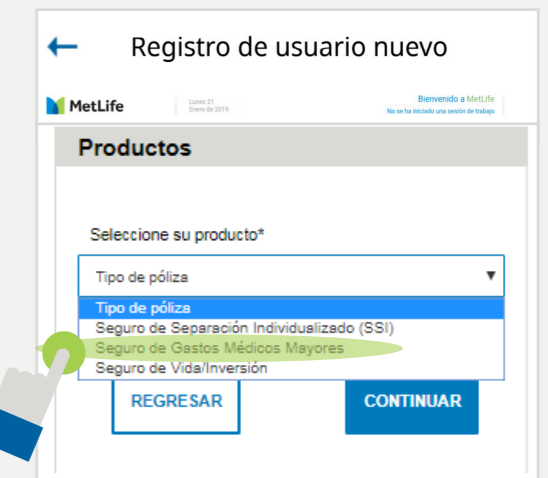 Registro de usuario nuevo
MetLife
Lunes 21
Enero de 2019
Bienvenido a MetLife
No se ha iniciado una sesión de trabajo
Productos
Seleccione su producto*
Tipo de póliza
Tipo de póliza
Seguro de Separación Individualizado (SSI)
Seguro de Gastos Médicos Mayores
Seguro de Vida/Inversión
REGRESAR
CONTINUAR